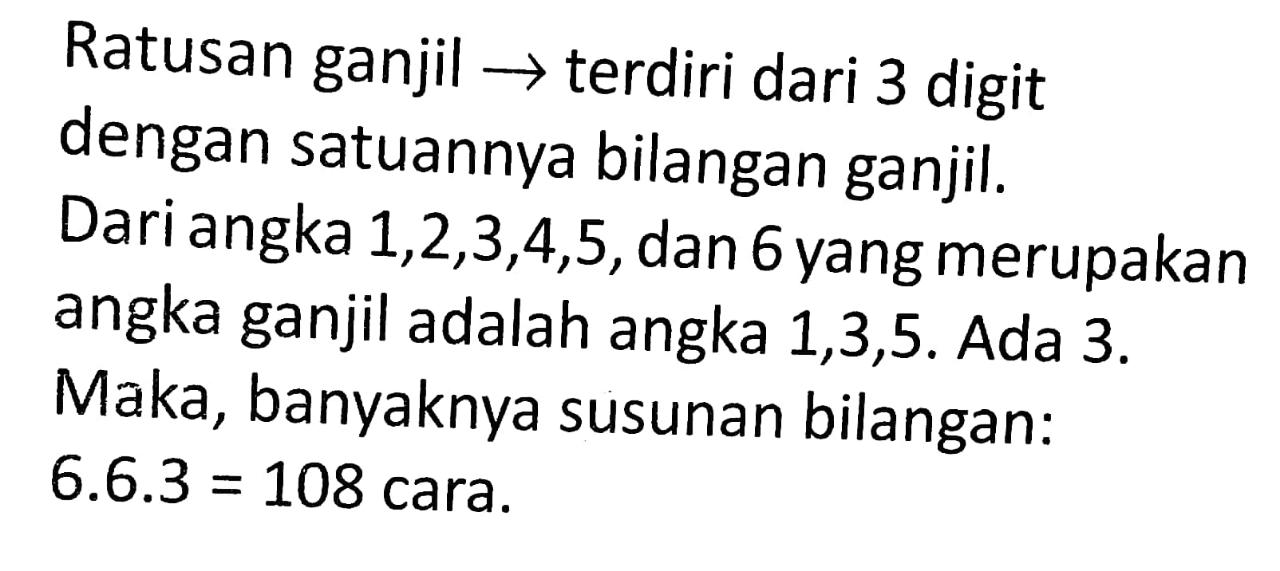 Ratusan ganjil → terdiri dari 3 digit
dengan satuannya bilangan ganjil.
Dari angka 1,2,3,4,5, dan 6 yang merupakan
angka ganjil adalah angka 1,3,5. Ada 3.
Maka, banyaknya susunan bilangan:
6.6.3 = 108 cara.